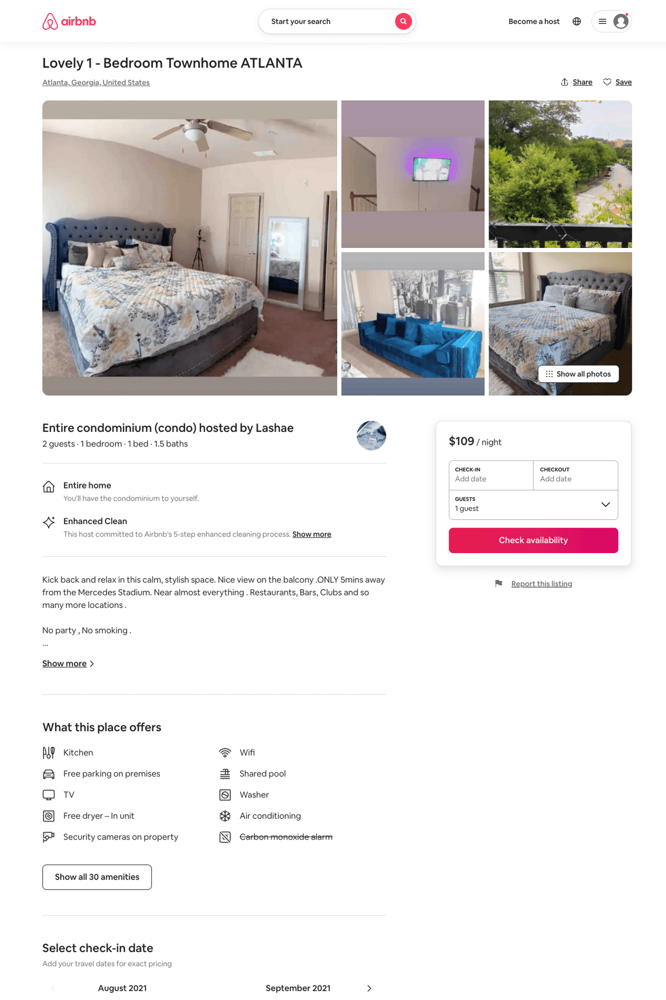 airbnb
Start your search
Become a host
Lovely 1 - Bedroom Townhome ATLANTA
Atlanta, Georgia, United States
Share
Save
Show all photos
Entire condominium (condo) hosted by Lashae
2 guests · 1 bedroom · 1 bed · 1.5 baths
Entire home
You'll have the condominium to yourself.
Enhanced Clean
This host committed to Airbnb's 5-step enhanced cleaning process. Show more
$109 / night
CHECK-IN
Add date
CHECKOUT
Add date
GUESTS
1 guest
Check availability
Report this listing
Kick back and relax in this calm, stylish space. Nice view on the balcony .ONLY 5mins away
from the Mercedes Stadium. Near almost everything . Restaurants, Bars, Clubs and so
many more locations .
No party , No smoking .
...
Show more
What this place offers
Kitchen
Wifi
Free parking on premises
Shared pool
TV
Washer
Free dryer – In unit
Air conditioning
Security cameras on property
Carbon monoxide alarm
Show all 30 amenities
Select check-in date
Add your travel dates for exact pricing
August 2021
September 2021